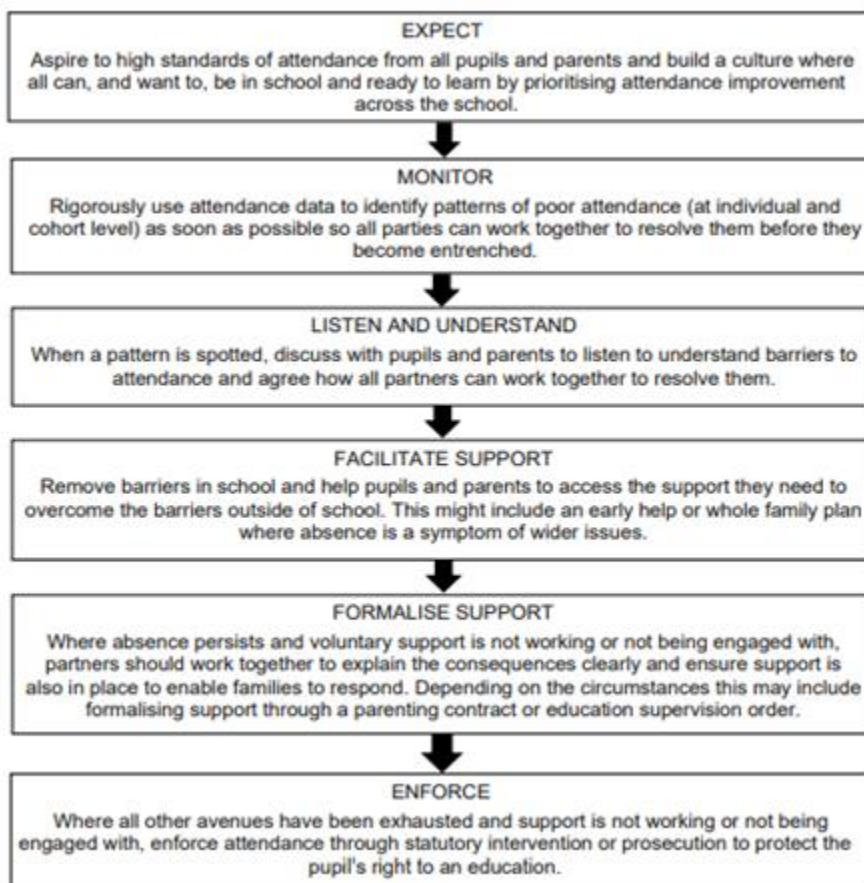 EXPECT
Aspire to high standards of attendance from all pupils and parents and build a culture where
all can, and want to, be in school and ready to learn by prioritising attendance improvement
across the school.
MONITOR
Rigorously use attendance data to identify patterns of poor attendance (at individual and
cohort level) as soon as possible so all parties can work together to resolve them before they
become entrenched.
LISTEN AND UNDERSTAND
When a pattern is spotted, discuss with pupils and parents to listen to understand barriers to
attendance and agree how all partners can work together to resolve them.
FACILITATE SUPPORT
Remove barriers in school and help pupils and parents to access the support they need to
overcome the barriers outside of school. This might include an early help or whole family plan
where absence is a symptom of wider issues.
FORMALISE SUPPORT
Where absence persists and voluntary support is not working or not being engaged with,
partners should work together to explain the consequences clearly and ensure support is
also in place to enable families to respond. Depending on the circumstances this may include
formalising support through a parenting contract or education supervision order.
ENFORCE
Where all other avenues have been exhausted and support is not working or not being
engaged with, enforce attendance through statutory intervention or prosecution to protect the
pupil's right to an education.